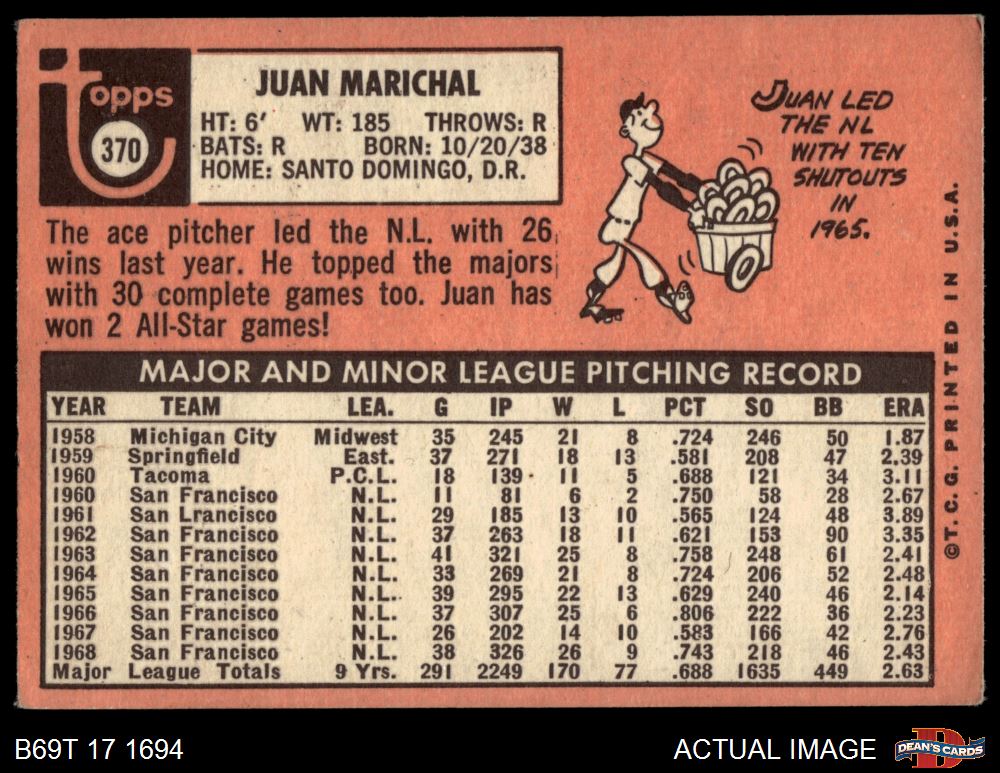 Topps
370
JUAN MARICHAL
HT: 6' WT: 185 THROWS: R
BATS: R BORN: 10/20/38
HOME: SANTO DOMINGO, D.R.
JUAN LED
THE NL
WITH TEN
SHUTOUTS
IN
1965.
The ace pitcher led the N.L. with 26
wins last year. He topped the majors
with 30 complete games too. Juan has
won 2 All-Star games!
MAJOR AND MINOR LEAGUE PITCHING RECORD
YEAR TEAM LEA. G IP W L PCT SO BB ERA
1958 Michigan City Midwest 35 245 21 8 .724 246 50 1.87
1959 Springfield East. 37 271 18 13 .581 208 47 2.39
1960 Tacoma P.C.L. 18 139 11 5 .688 121 34 3.11
1960 San Francisco N.L. 11 81 6 2 .750 58 28 2.67
1961 San Lrancisco N.L. 29 185 13 10 .565 124 48 3.89
1962 San Francisco N.L. 37 263 18 11 .621 153 90 3.35
1963 San Francisco N.L. 41 321 25 8 .758 248 61 2.41
1964 San Francisco N.L. 33 269 21 8 .724 206 52 2.48
1965 San Francisco N.L. 39 295 22 13 .629 240 46 2.14
1966 San Francisco N.L. 37 307 25 6 .806 222 36 2.23
1967 San Francisco N.L. 26 202 14 10 .583 166 42 2.76
1968 San Francisco N.L. 38 326 26 9 .743 218 46 2.43
Major League Totals 9 Yrs. 291 2249 170 77 .688 1635 449 2.63
©T.C.G. PRINTED IN U.S.A.
B69T 17 1694
ACTUAL IMAGE
D
DEAN'S CARDS